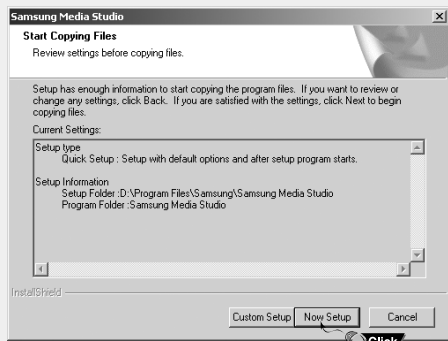 Samsung Media Studio
Start Copying Files
Review settings before copying files.
Setup has enough information to start copying the program files. If you want to review or
change any settings, click Back. If you are satisfied with the settings, click Next to begin
copying files.
Current Settings:
Setup type
Quick Setup : Setup with default options and after setup program starts.
Setup Information
Setup Folder :D:\Program Files\Samsung\Samsung Media Studio
Program Folder :Samsung Media Studio
InstallShield
Custom Setup Now Setup Cancel
Click